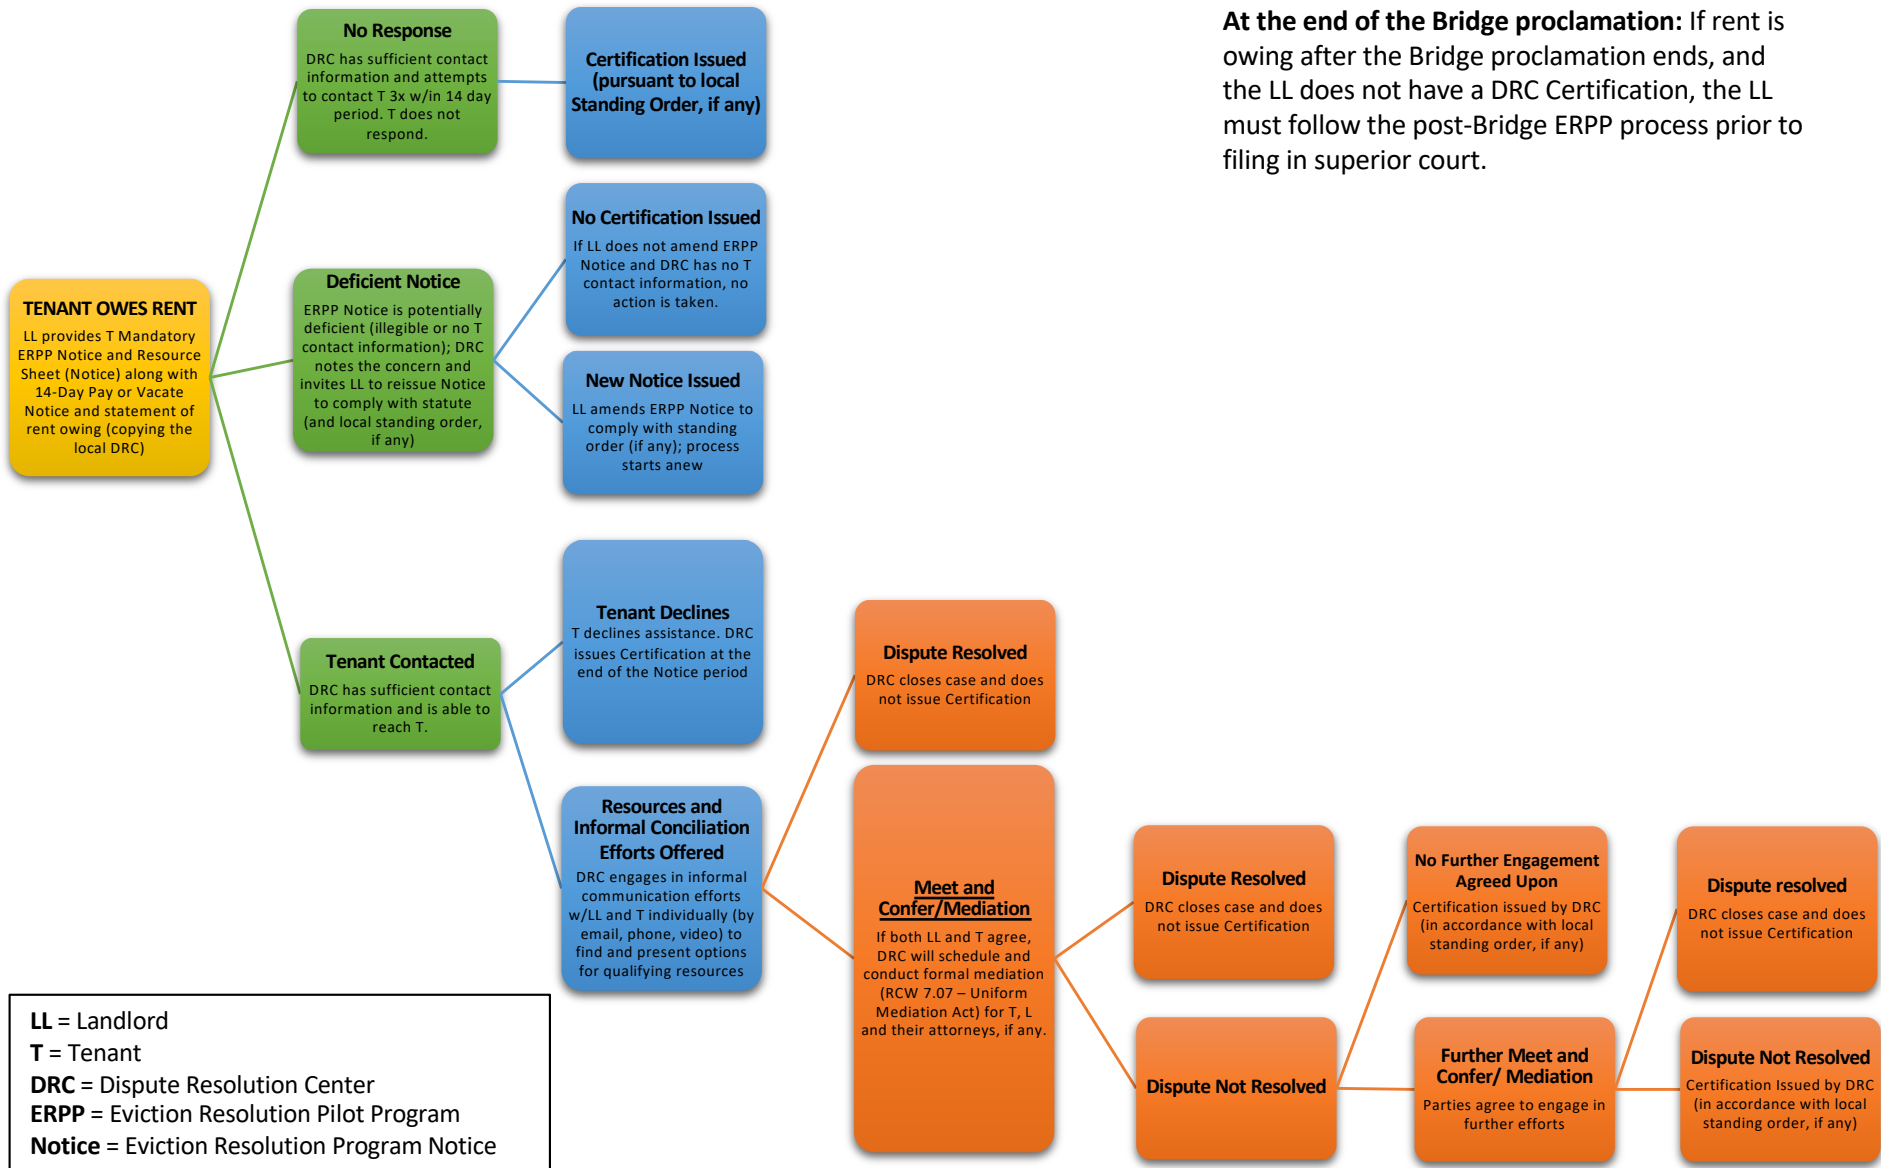 At the end of the Bridge proclamation: If rent is
owing after the Bridge proclamation ends, and
the LL does not have a DRC Certification, the LL
must follow the post-Bridge ERPP process prior to
filing in superior court.
TENANT OWES RENT
LL provides T Mandatory
ERPP Notice and Resource
Sheet (Notice) along with
14-Day Pay or Vacate
Notice and statement of
rent owing (copying the
local DRC)
No Response
DRC has sufficient contact
information and attempts
to contact T 3x w/in 14 day
period. T does not
respond.
Certification Issued
(pursuant to local
Standing Order, if any)
Deficient Notice
ERPP Notice is potentially
deficient (illegible or no T
contact information); DRC
notes the concern and
invites LL to reissue Notice
to comply with statute
(and local standing order,
if any)
No Certification Issued
If LL does not amend ERPP
Notice and DRC has no T
contact information, no
action is taken.
New Notice Issued
LL amends ERPP Notice to
comply with standing
order (if any); process
starts anew
Tenant Contacted
DRC has sufficient contact
information and is able to
reach T.
Tenant Declines
T declines assistance. DRC
issues Certification at the
end of the Notice period
Resources and
Informal Conciliation
Efforts Offered
DRC engages in informal
communication efforts
w/LL and T individually (by
email, phone, video) to
find and present options
for qualifying resources
Dispute Resolved
DRC closes case and does
not issue Certification
Meet and
Confer/Mediation
If both LL and T agree,
DRC will schedule and
conduct formal mediation
(RCW 7.07 – Uniform
Mediation Act) for T, L
and their attorneys, if any.
Dispute Resolved
DRC closes case and does
not issue Certification
Dispute Not Resolved
No Further Engagement
Agreed Upon
Certification issued by DRC
(in accordance with local
standing order, if any)
Further Meet and
Confer/ Mediation
Parties agree to engage in
further efforts
Dispute resolved
DRC closes case and does
not issue Certification
Dispute Not Resolved
Certification Issued by DRC
(in accordance with local
standing order, if any)
LL = Landlord
T = Tenant
DRC = Dispute Resolution Center
ERPP = Eviction Resolution Pilot Program
Notice = Eviction Resolution Program Notice